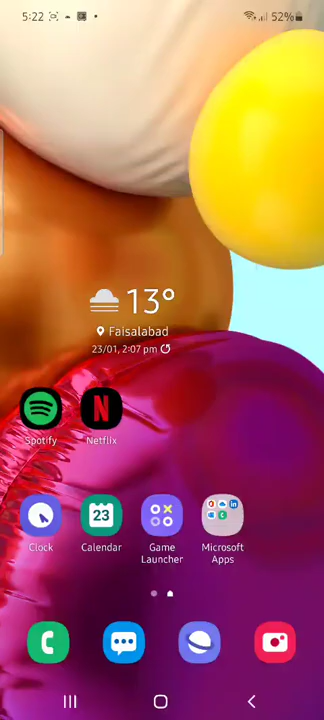 5:22
52%
13°
Faisalabad
23/01, 2:07 pm
N
Spotify
Netflix
23
Clock
Calendar
Game
Launcher
Microsoft
Apps